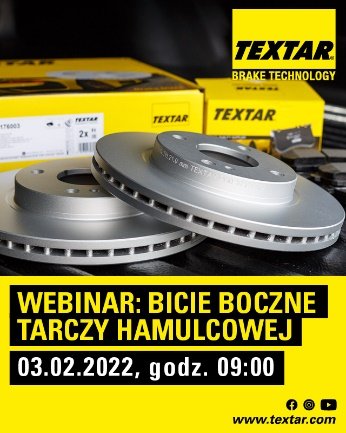 TEXTAR
BRAKE TECHNOLOGY
TEXTAR
2x
TEXTAR
WEBINAR: BICIE BOCZNE
TARCZY HAMULCOWEJ
03.02.2022, godz. 09:00
www.textar.com